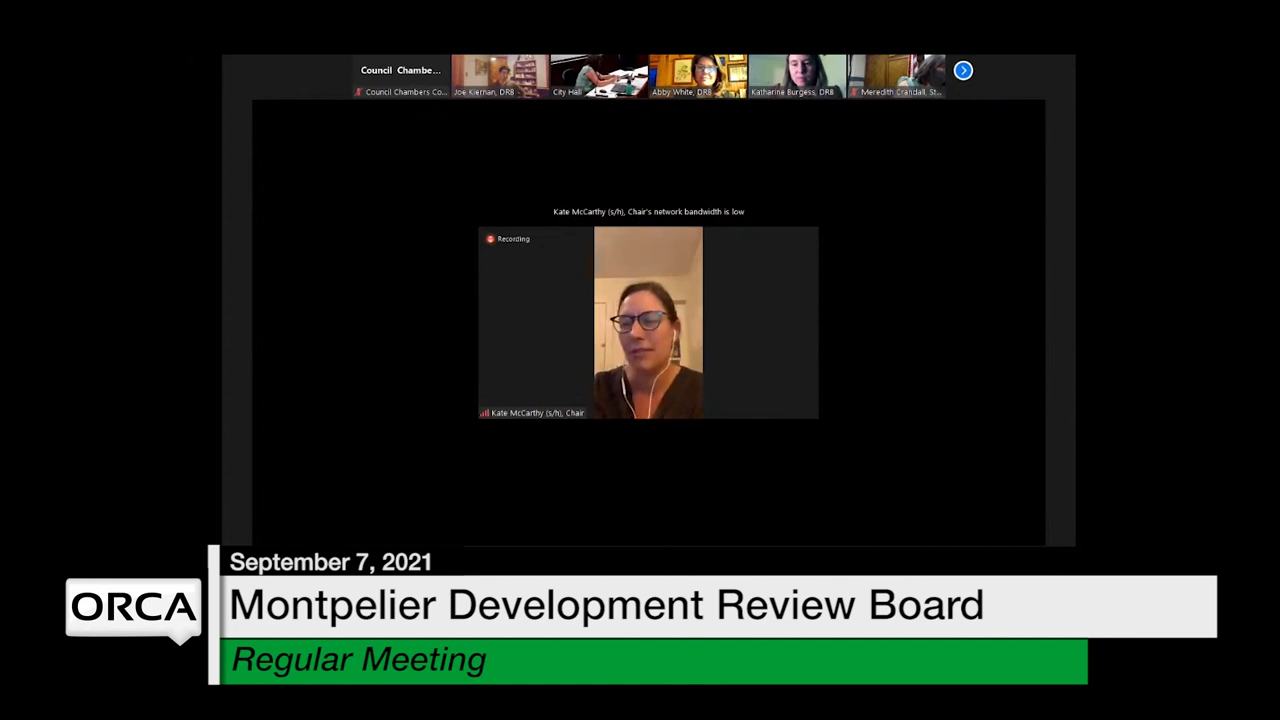 Council Chambe...
Council Chambers Co...
Joe Kiernan, DRB
City Hall
Abby White, DRB
Katharine Burgess, DRB
Meredith Crandall, St...
Kate McCarthy (s/h), Chair's network bandwidth is low
Recording
Kate McCarthy (s/h), Chair
September 7, 2021
ORCA
Montpelier Development Review Board
Regular Meeting